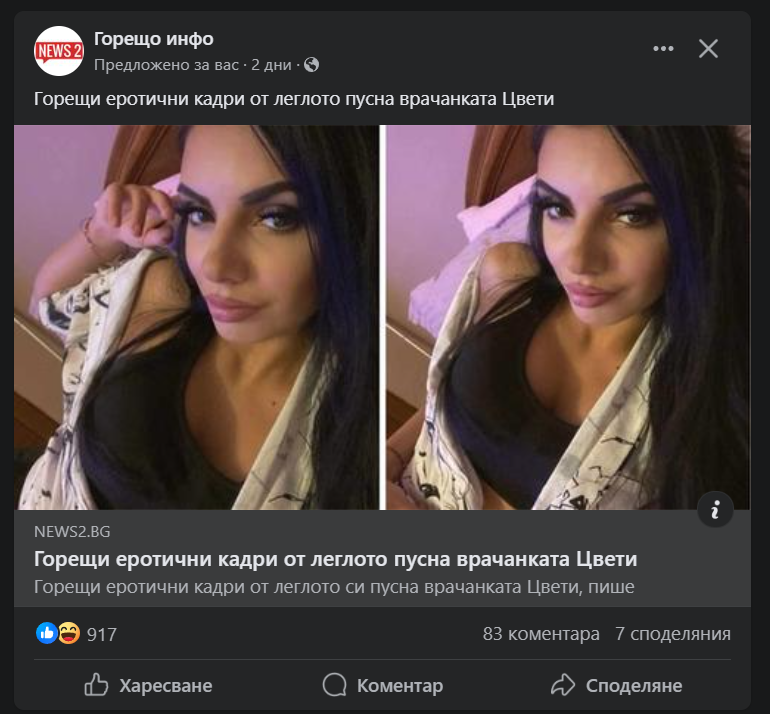 NEWS 2
Горещо инфо
Предложено за вас · 2 дни ·
Горещи еротични кадри от леглото пусна врачанката Цвети
NEWS2.BG
Горещи еротични кадри от леглото пусна врачанката Цвети
Горещи еротични кадри от леглото си пусна врачанката Цвети, пише
917
83 коментара 7 споделяния
Харесване Коментар Споделяне